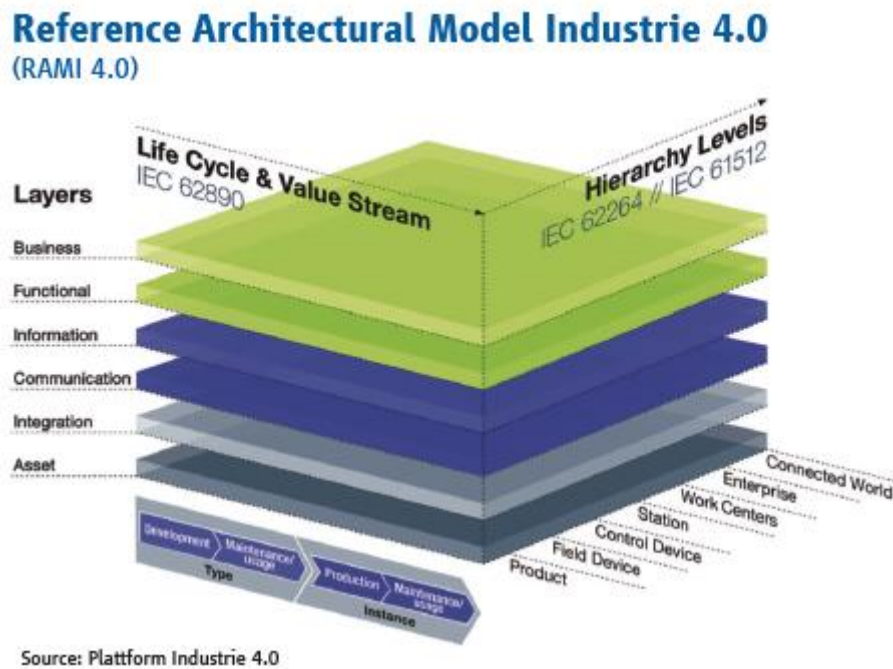 Reference Architectural Model Industrie 4.0
(RAMI 4.0)
Life Cycle & Value Stream
IEC 62890
Hierarchy Levels
IEC 62264 // IEC 61512
Layers
Business
Functional
Information
Communication
Integration
Asset
Connected World
Enterprise
Work Centers
Station
Control Device
Field Device
Product
Development
Maintenance/
usage
Type
Production
Maintenance/
usage
Instance
Source: Plattform Industrie 4.0